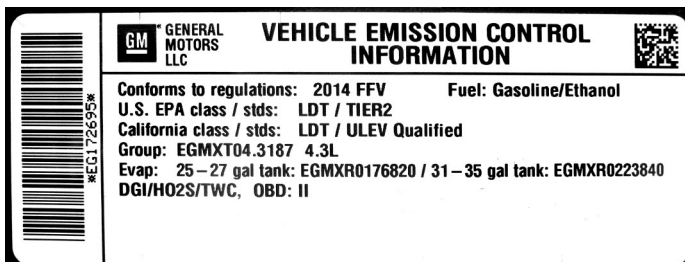 *EG172695*
GM
GENERAL
MOTORS
LLC
VEHICLE EMISSION CONTROL
INFORMATION
Conforms to regulations: 2014 FFV Fuel: Gasoline/Ethanol
U.S. EPA class / stds: LDT / TIER2
California class / stds: LDT / ULEV Qualified
Group: EGMXT04.3187 4.3L
Evap: 25–27 gal tank: EGMXR0176820 / 31–35 gal tank: EGMXR0223840
DGI/HO2S/TWC, OBD: II